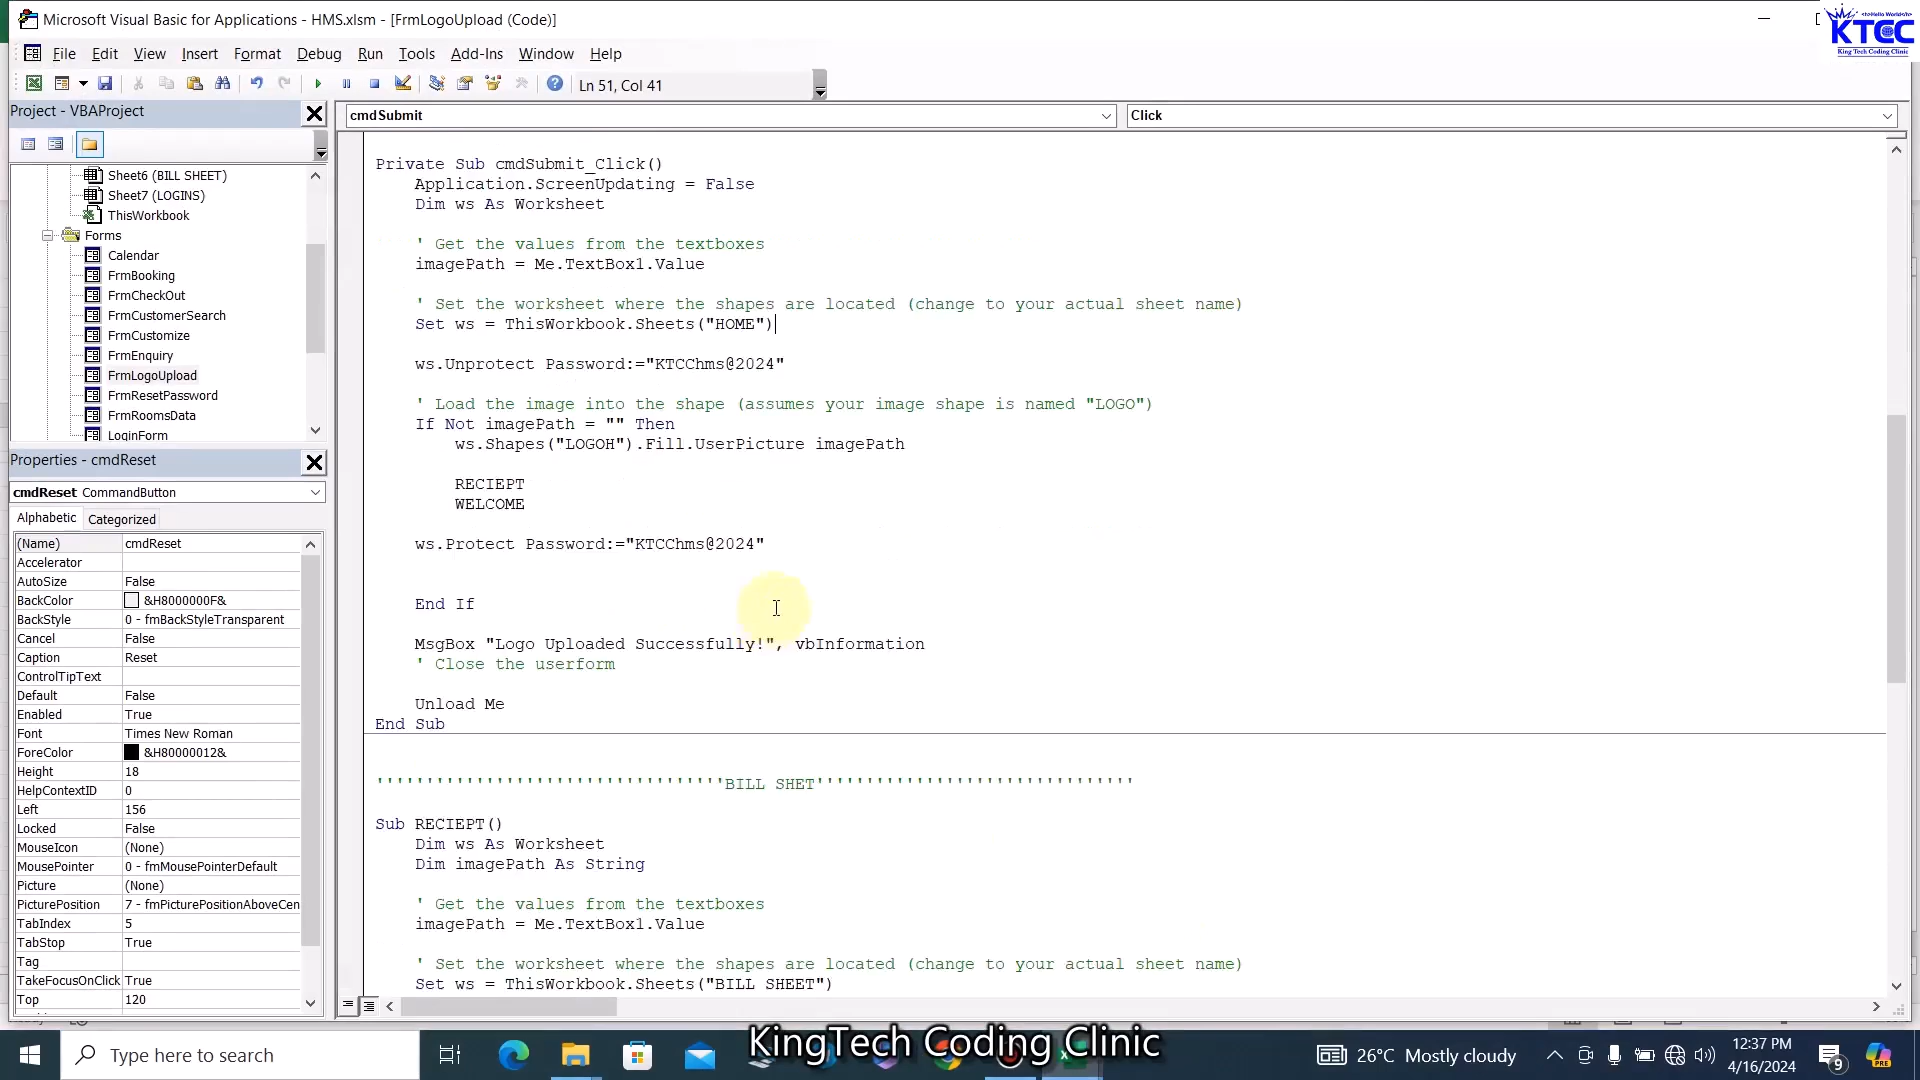 Microsoft Visual Basic for Applications - HMS.xlsm - [FrmLogoUpload (Code)]
<<Hello World/>
KTCC
King Tech Coding Clinic
File Edit View Insert Format Debug Run Tools Add-Ins Window Help
Ln 51, Col 41
Project - VBAProject
cmdSubmit
Click
Sheet6 (BILL SHEET)
Sheet7 (LOGINS)
ThisWorkbook
Forms
Calendar
FrmBooking
FrmCheckOut
FrmCustomerSearch
FrmCustomize
FrmEnquiry
FrmLogoUpload
FrmResetPassword
FrmRoomsData
LoginForm
Properties - cmdReset
cmdReset CommandButton
Alphabetic Categorized
(Name) cmdReset
Accelerator
AutoSize False
BackColor &H8000000F&
BackStyle 0 - fmBackStyleTransparent
Cancel False
Caption Reset
ControlTipText
Default False
Enabled True
Font Times New Roman
ForeColor &H80000012&
Height 18
HelpContextID 0
Left 156
Locked False
MouseIcon (None)
MousePointer 0 - fmMousePointerDefault
Picture (None)
PicturePosition 7 - fmPicturePositionAboveCen
TabIndex 5
TabStop True
Tag
TakeFocusOnClick True
Top 120
Private Sub cmdSubmit_Click()
Application.ScreenUpdating = False
Dim ws As Worksheet
' Get the values from the textboxes
imagePath = Me.TextBox1.Value
' Set the worksheet where the shapes are located (change to your actual sheet name)
Set ws = ThisWorkbook.Sheets("HOME")
ws.Unprotect Password:="KTCChms@2024"
' Load the image into the shape (assumes your image shape is named "LOGO")
If Not imagePath = "" Then
ws.Shapes("LOGOH").Fill.UserPicture imagePath
RECIEPT
WELCOME
ws.Protect Password:="KTCChms@2024"
End If
MsgBox "Logo Uploaded Successfully!", vbInformation
' Close the userform
Unload Me
End Sub
'''''''''''''''''''''''''''''''''''BILL SHET''''''''''''''''''''''''''''''''
Sub RECIEPT()
Dim ws As Worksheet
Dim imagePath As String
' Get the values from the textboxes
imagePath = Me.TextBox1.Value
' Set the worksheet where the shapes are located (change to your actual sheet name)
Set ws = ThisWorkbook.Sheets("BILL SHEET")
KingTech Coding Clinic
Type here to search
26°C Mostly cloudy
12:37 PM
4/16/2024
9
PRE